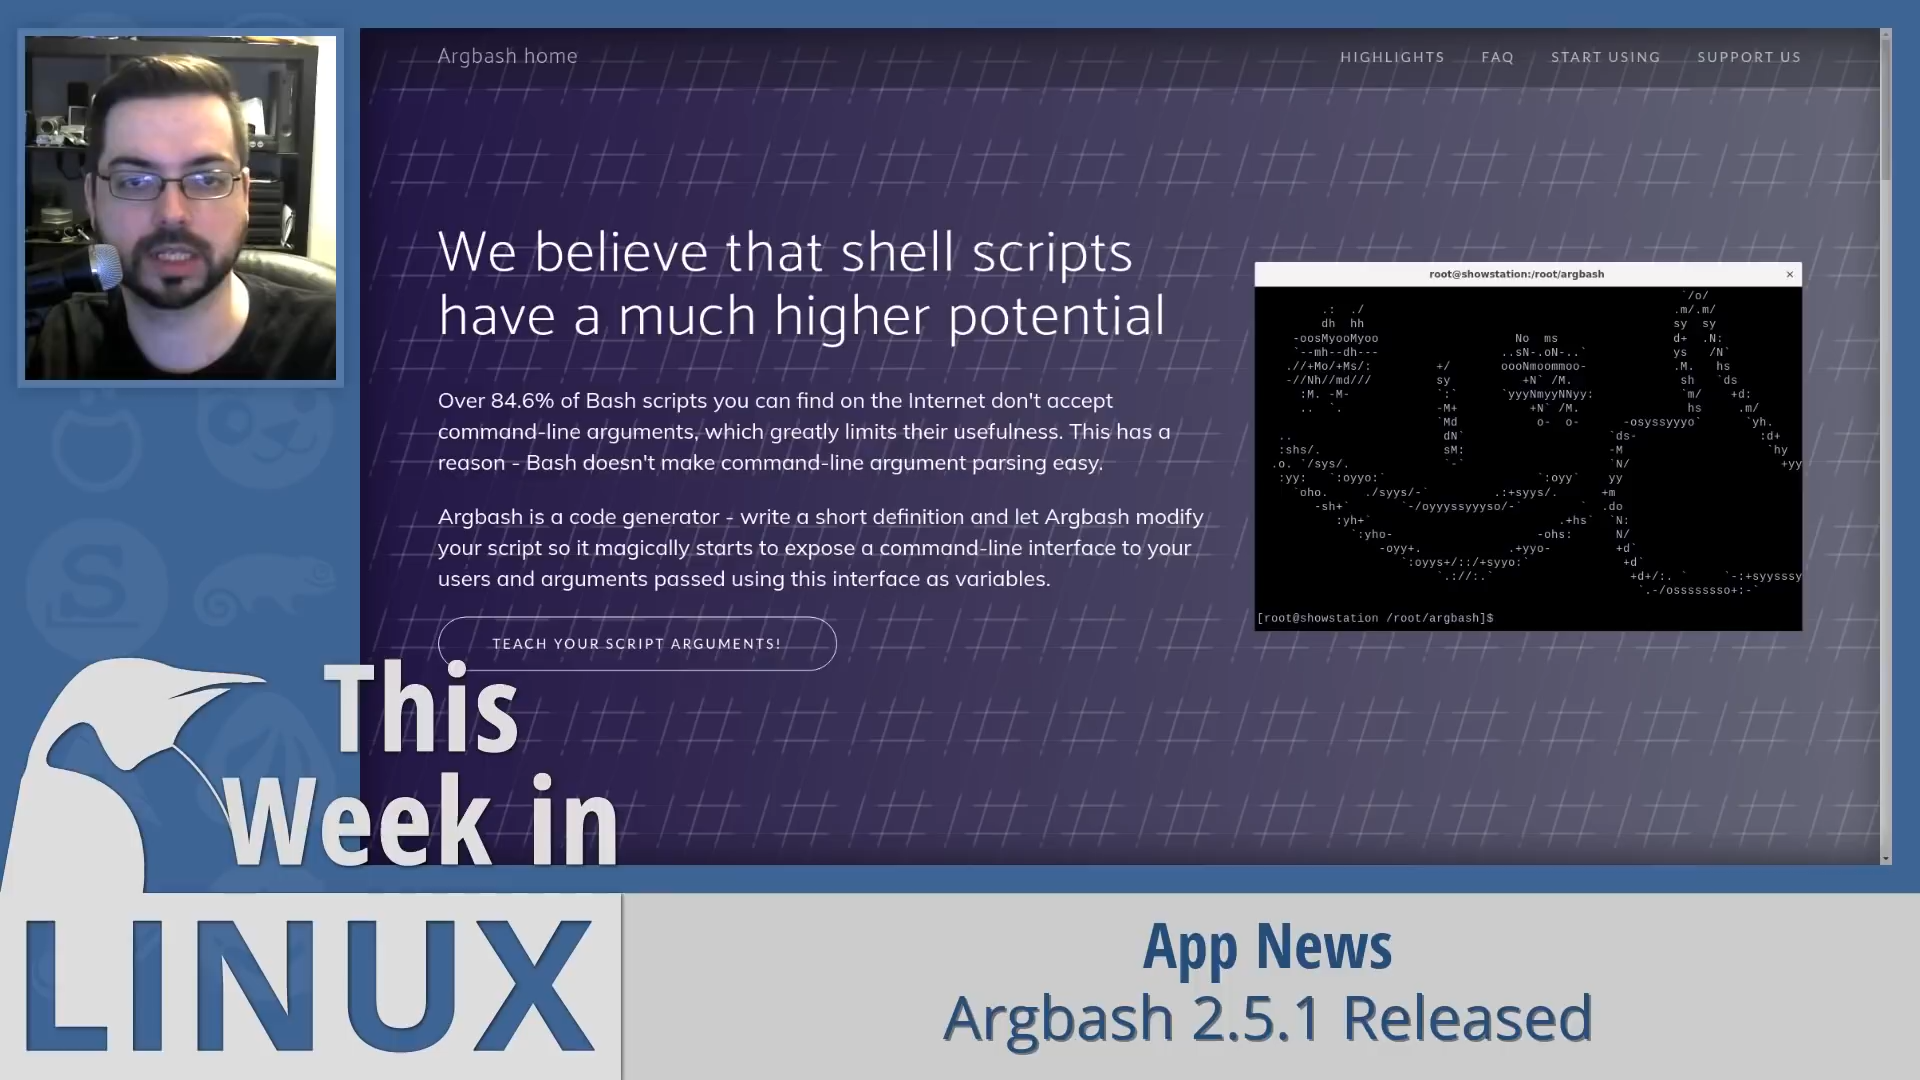 Argbash home
HIGHLIGHTS FAQ START USING SUPPORT US
We believe that shell scripts
have a much higher potential
Over 84.6% of Bash scripts you can find on the Internet don't accept
command-line arguments, which greatly limits their usefulness. This has a
reason - Bash doesn't make command-line argument parsing easy.
Argbash is a code generator - write a short definition and let Argbash modify
your script so it magically starts to expose a command-line interface to your
users and arguments passed using this interface as variables.
TEACH YOUR SCRIPT ARGUMENTS!
root@showstation:/root/argbash
[root@showstation /root/argbash]$
This
Week in
LINUX
App News
Argbash 2.5.1 Released